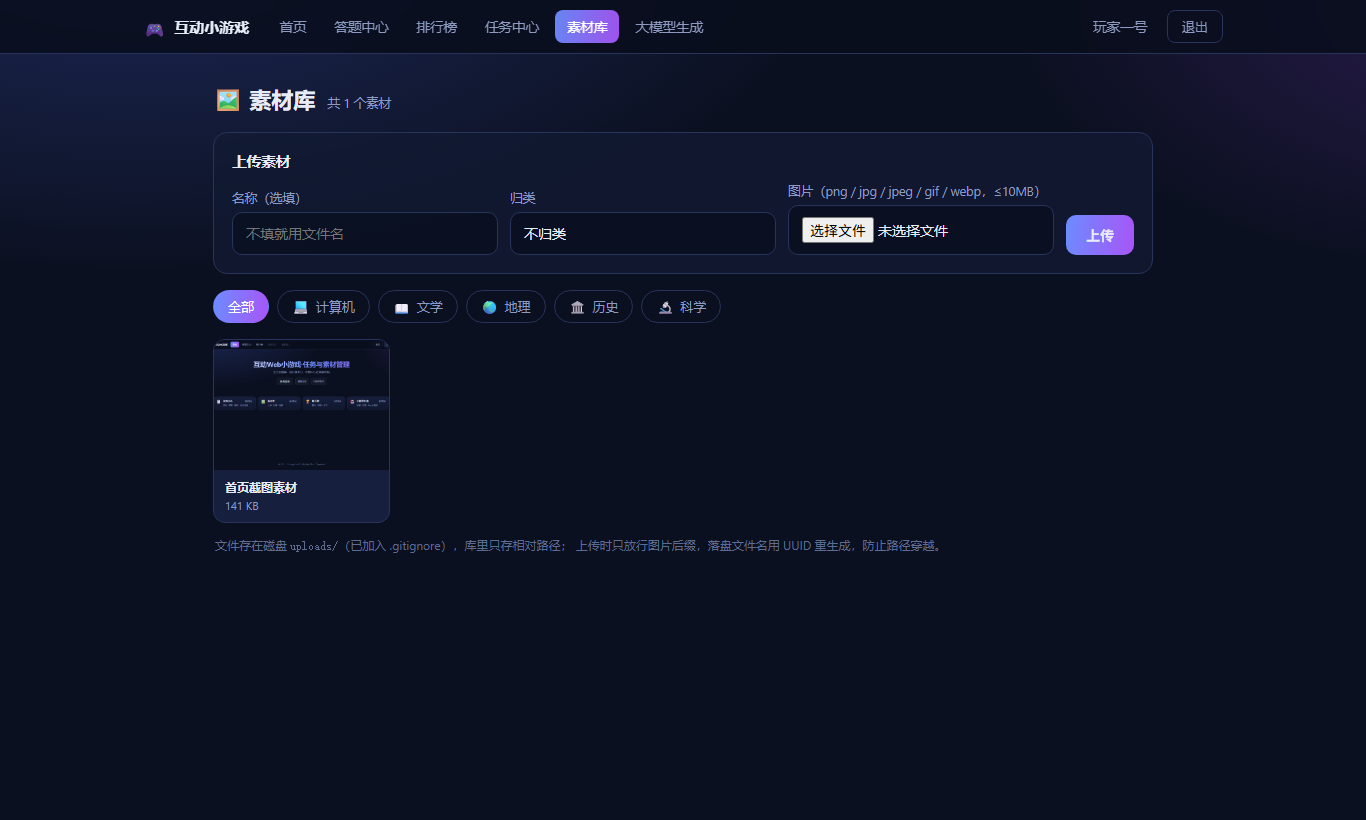 互动小游戏 首页 答题中心 排行榜 任务中心 素材库 大模型生成 玩家一号 退出
素材库 共 1 个素材
上传素材
名称（选填） 归类 图片（png / jpg / jpeg / gif / webp，≤10MB）
不填就用文件名 不归类 选择文件 未选择文件 上传
全部 计算机 文学 地理 历史 科学
互动Web小游戏·任务与素材管理
首页截图素材
141 KB
文件存在磁盘 uploads/（已加入 .gitignore），库里只存相对路径； 上传时只放行图片后缀，落盘文件名用 UUID 重生成，防止路径穿越。